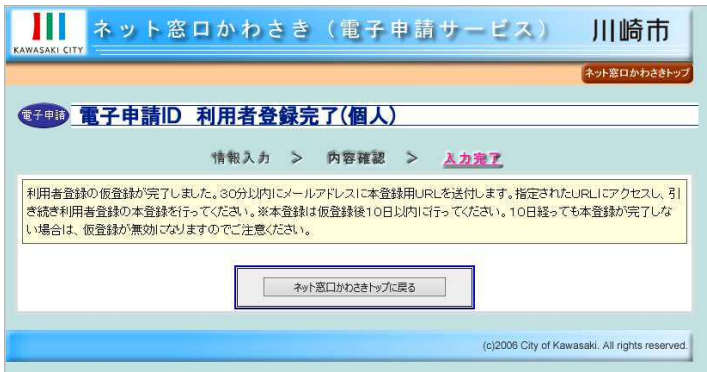 KAWASAKI CITY
ネット窓口かわさき（電子申請サービス）
川崎市
ネット窓口かわさきトップ
電子申請 電子申請ID 利用者登録完了(個人)
情報入力 > 内容確認 > 入力完了
利用者登録の仮登録が完了しました。30分以内にメールアドレスに本登録用URLを送付します。指定されたURLにアクセスし、引
き続き利用者登録の本登録を行ってください。※本登録は仮登録後10日以内に行ってください。10日経っても本登録が完了しな
い場合は、仮登録が無効になりますのでご注意ください。
ネット窓口かわさきトップに戻る
(c)2006 City of Kawasaki. All rights reserved.